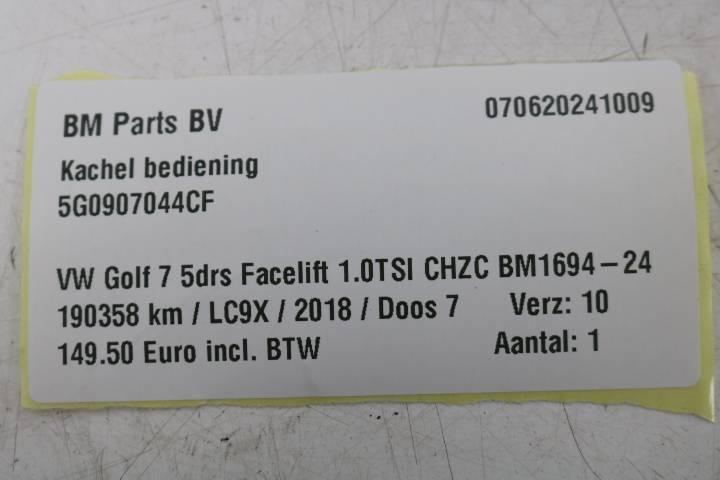 BM Parts BV 070620241009
Kachel bediening
5G0907044CF
VW Golf 7 5drs Facelift 1.0TSI CHZC BM1694-24
190358 km / LC9X / 2018 / Doos 7 Verz: 10
149.50 Euro incl. BTW Aantal: 1